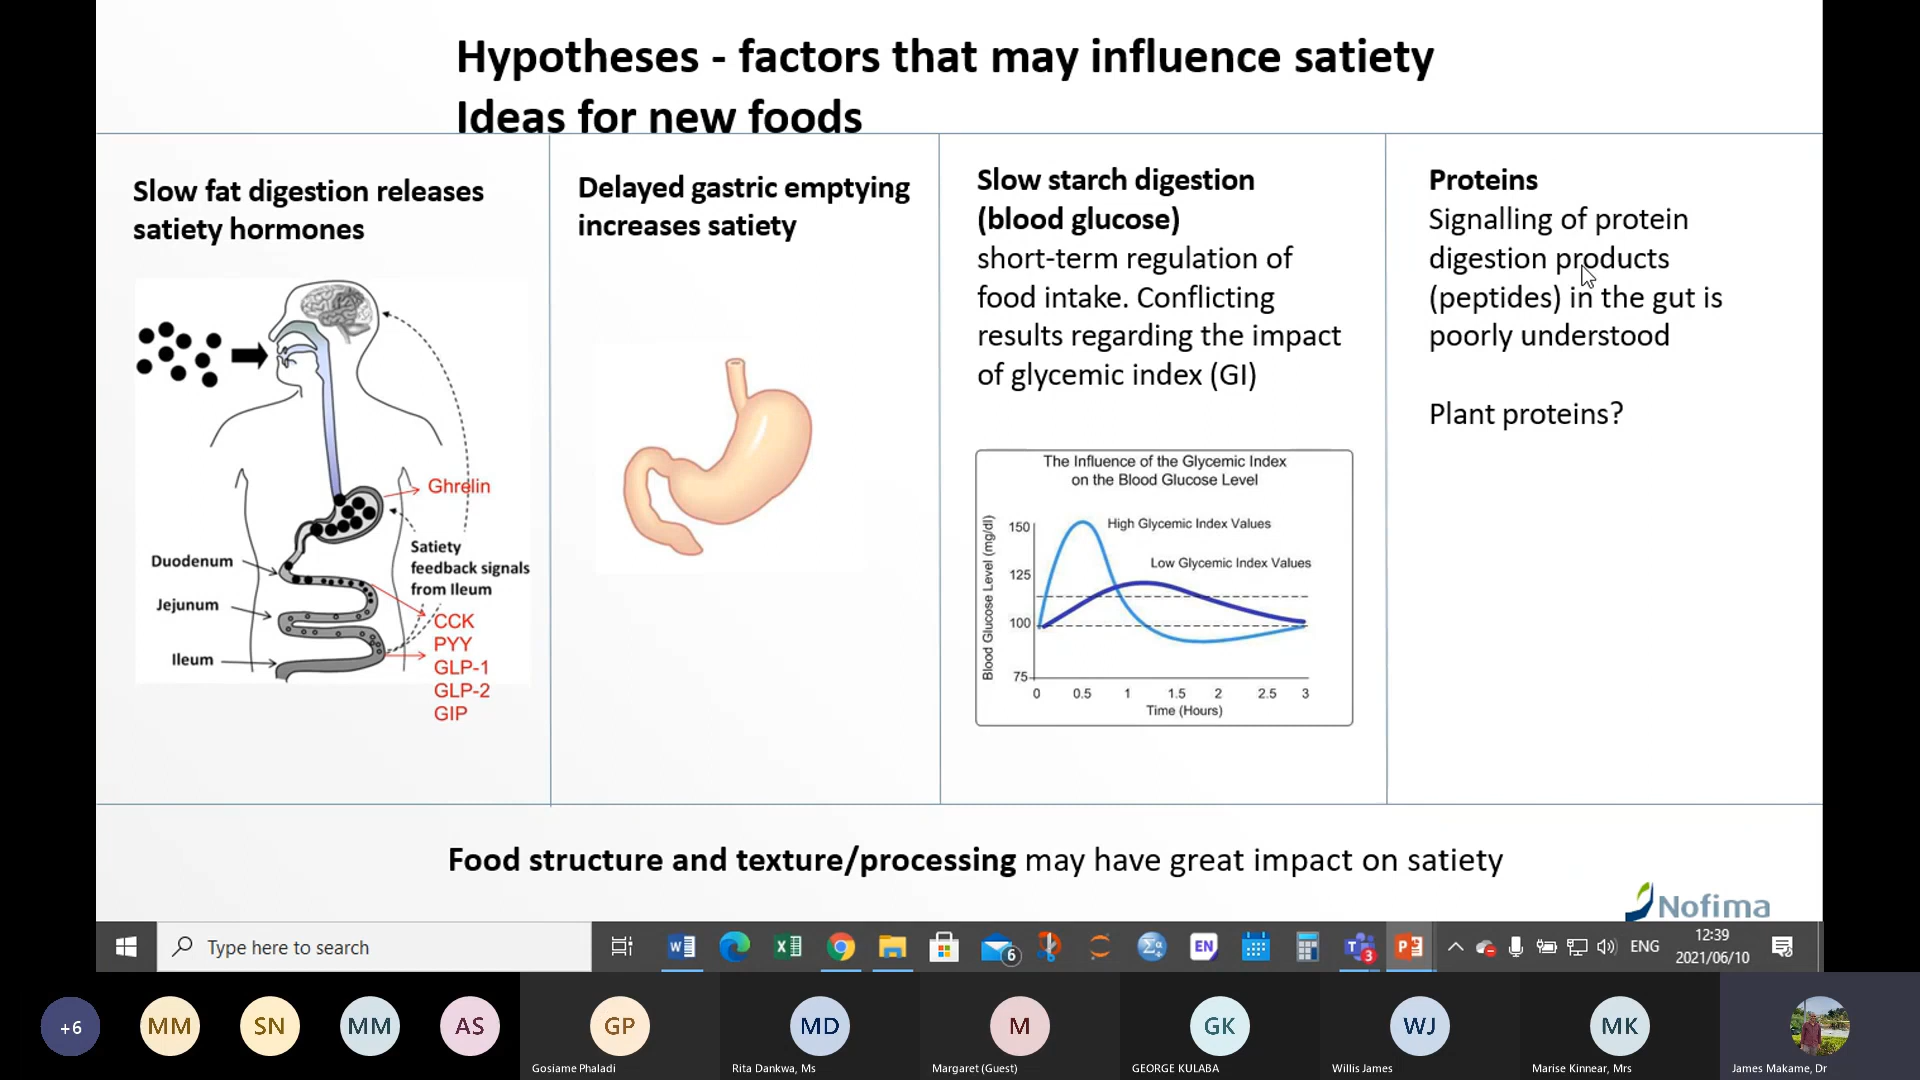 Hypotheses - factors that may influence satiety
Ideas for new foods
Slow fat digestion releases
satiety hormones
Ghrelin
Satiety
feedback signals
from Ileum
Duodenum
Jejunum
Ileum
CCK
PYY
GLP-1
GLP-2
GIP
Delayed gastric emptying
increases satiety
Slow starch digestion
(blood glucose)
short-term regulation of
food intake. Conflicting
results regarding the impact
of glycemic index (GI)
The Influence of the Glycemic Index
on the Blood Glucose Level
Blood Glucose Level (mg/dl)
150
125
100
75
High Glycemic Index Values
Low Glycemic Index Values
0 0.5 1 1.5 2 2.5 3
Time (Hours)
Proteins
Signalling of protein
digestion products
(peptides) in the gut is
poorly understood
Plant proteins?
Food structure and texture/processing may have great impact on satiety
Nofima
Type here to search
6
EN
3
ENG
12:39
2021/06/10
+6
MM
SN
MM
AS
GP
Gosiame Phaladi
MD
Rita Dankwa, Ms
M
Margaret (Guest)
GK
GEORGE KULABA
WJ
Willis James
MK
Marise Kinnear, Mrs
James Makame, Dr